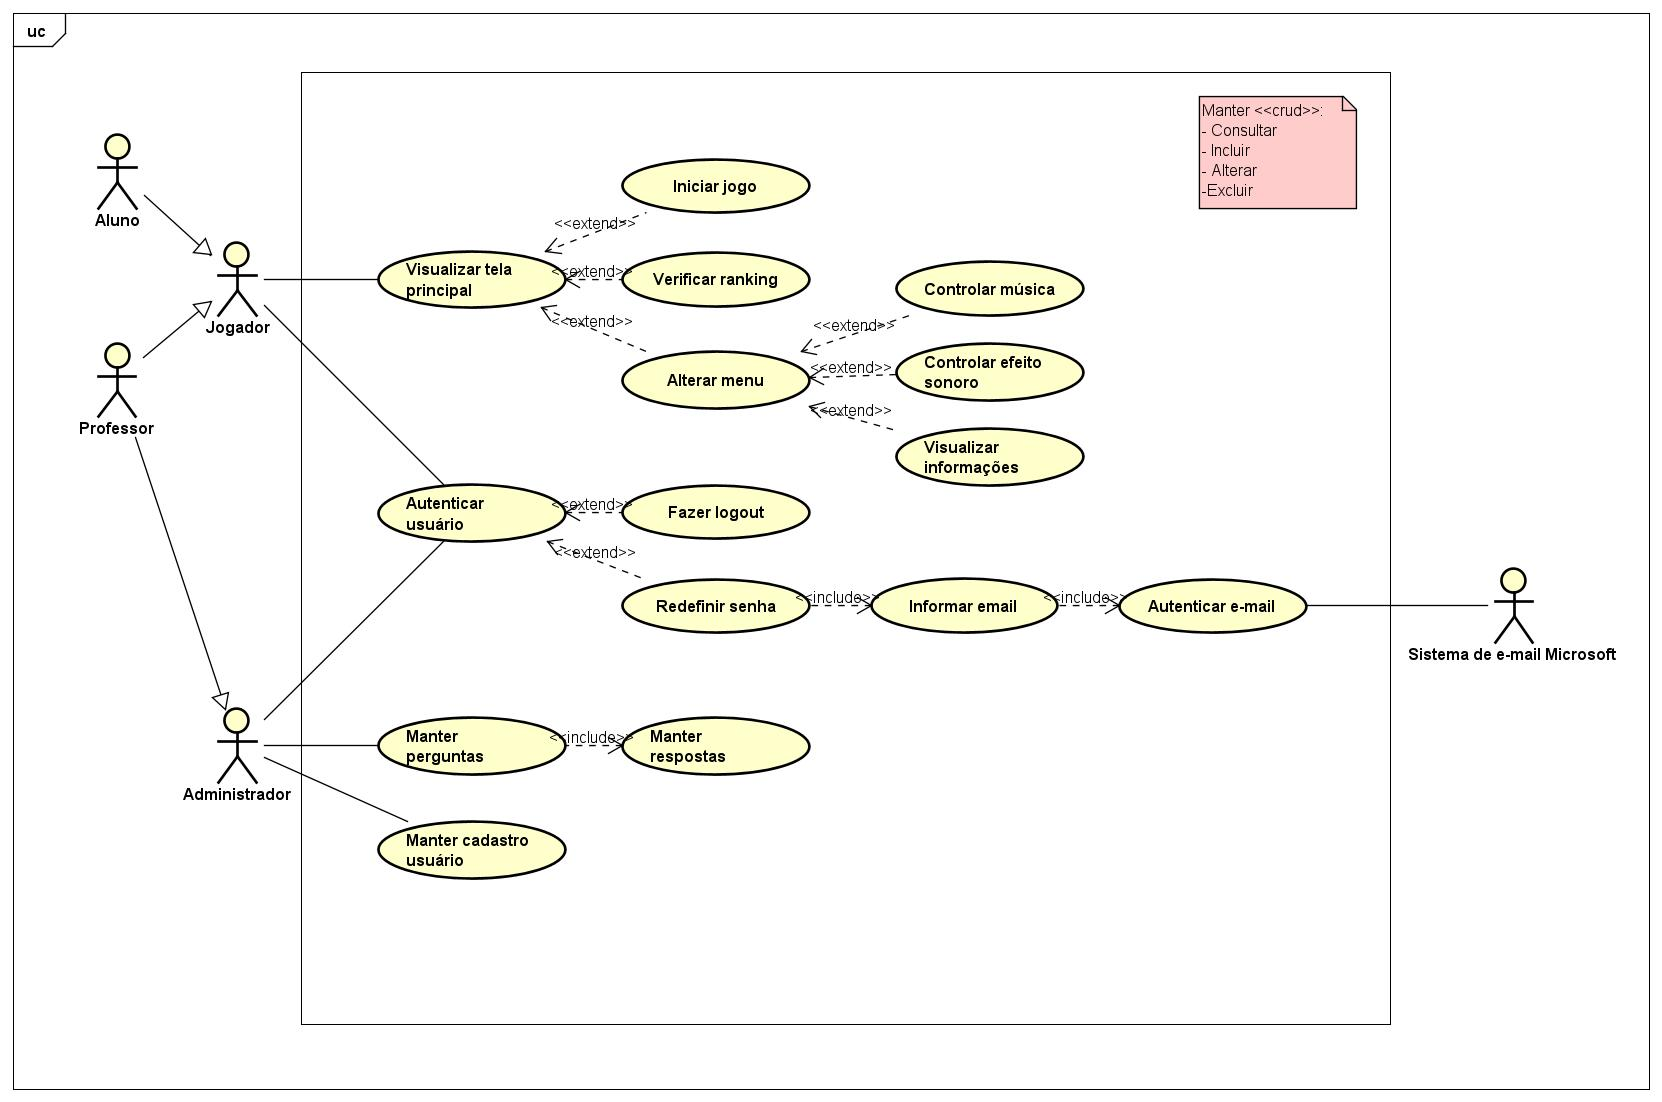 uc
Manter <<crud>>:
- Consultar
- Incluir
- Alterar
-Excluir
Aluno
Iniciar jogo
<<extend>>
Jogador
Visualizar tela
principal
<<extend>>
Verificar ranking
<<extend>>
Alterar menu
Controlar música
<<extend>>
Controlar efeito
sonoro
<<extend>>
Visualizar
informações
<<extend>>
Professor
Autenticar
usuário
<<extend>>
Fazer logout
<<extend>>
Redefinir senha
<<include>>
Informar email
<<include>>
Autenticar e-mail
Sistema de e-mail Microsoft
Administrador
Manter
perguntas
<<include>>
Manter
respostas
Manter cadastro
usuário